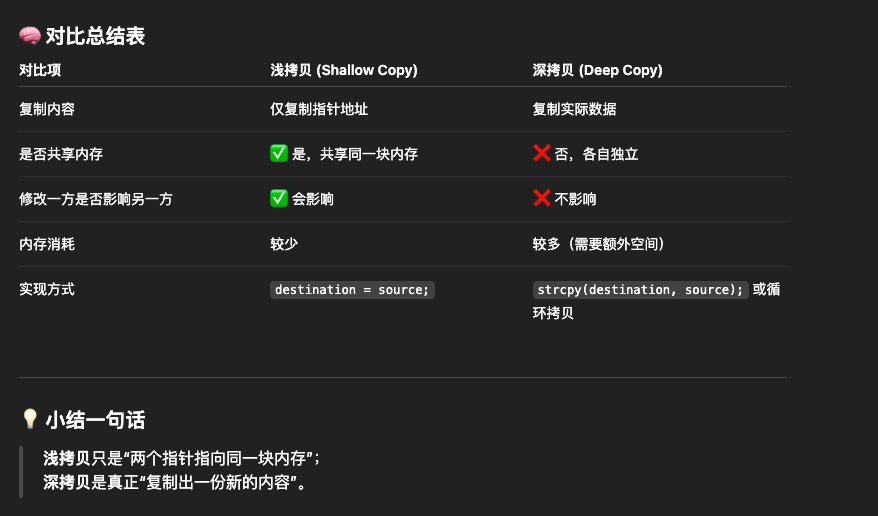 🧠 对比总结表
对比项 浅拷贝 (Shallow Copy) 深拷贝 (Deep Copy)
复制内容 仅复制指针地址 复制实际数据
是否共享内存 ✅ 是，共享同一块内存 ❌ 否，各自独立
修改一方是否影响另一方 ✅ 会影响 ❌ 不影响
内存消耗 较少 较多（需要额外空间）
实现方式 destination = source; strcpy(destination, source); 或循
环拷贝
💡 小结一句话
浅拷贝只是“两个指针指向同一块内存”；
深拷贝是真正“复制出一份新的内容”。